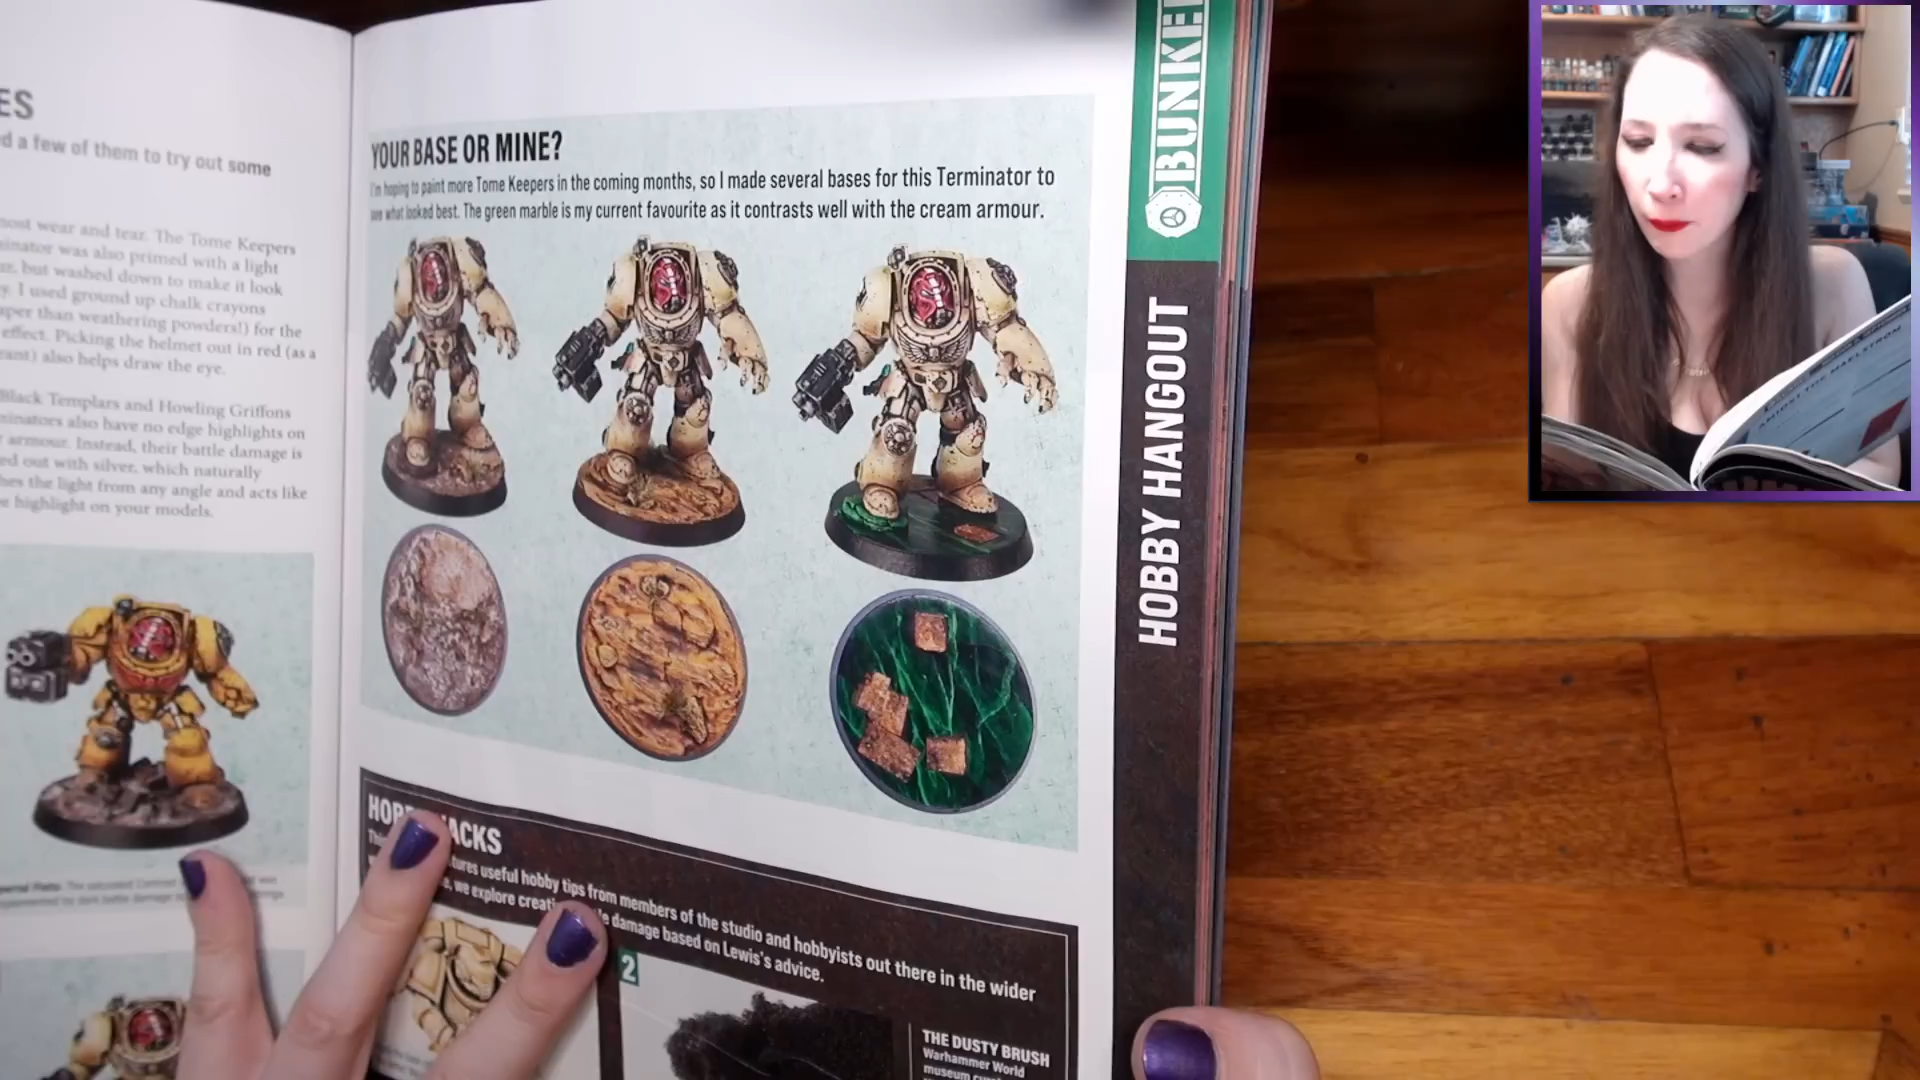 ES
d a few of them to try out some
most wear and tear. The Tome Keepers
inator was also primed with a light
but washed down to make it look
I used ground up chalk crayons
than weathering powders!) for the
effect. Picking the helmet out in red (as a
also helps draw the eye.
Black Templars and Howling Griffons
also have no edge highlights on
armour. Instead, their battle damage is
ed out with silver, which naturally
hes the light from any angle and acts like
e highlight on your models.
YOUR BASE OR MINE?
I'm hoping to paint more Tome Keepers in the coming months, so I made several bases for this Terminator to
see what looked best. The green marble is my current favourite as it contrasts well with the cream armour.
HOB ACKS
tures useful hobby tips from members of the studio and hobbyists out there in the wider
we explore creati damage based on Lewis's advice.
2
THE DUSTY BRUSH
Warhammer World
museum
BUNKE
HOBBY HANGOUT
THE MAELSTROM